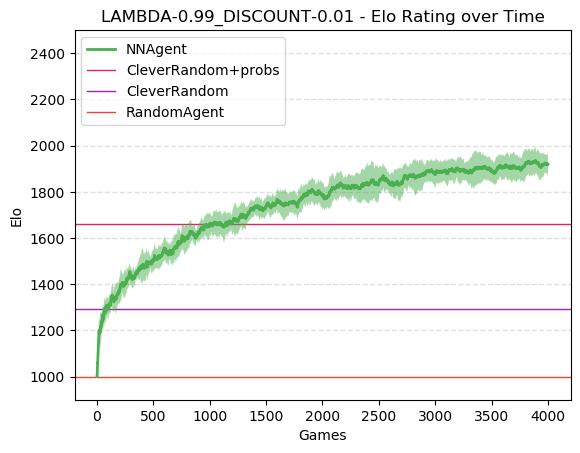 LAMBDA-0.99_DISCOUNT-0.01 - Elo Rating over Time
NNAgent
CleverRandom+probs
CleverRandom
RandomAgent
Elo
2400
2200
2000
1800
1600
1400
1200
1000
0 500 1000 1500 2000 2500 3000 3500 4000
Games